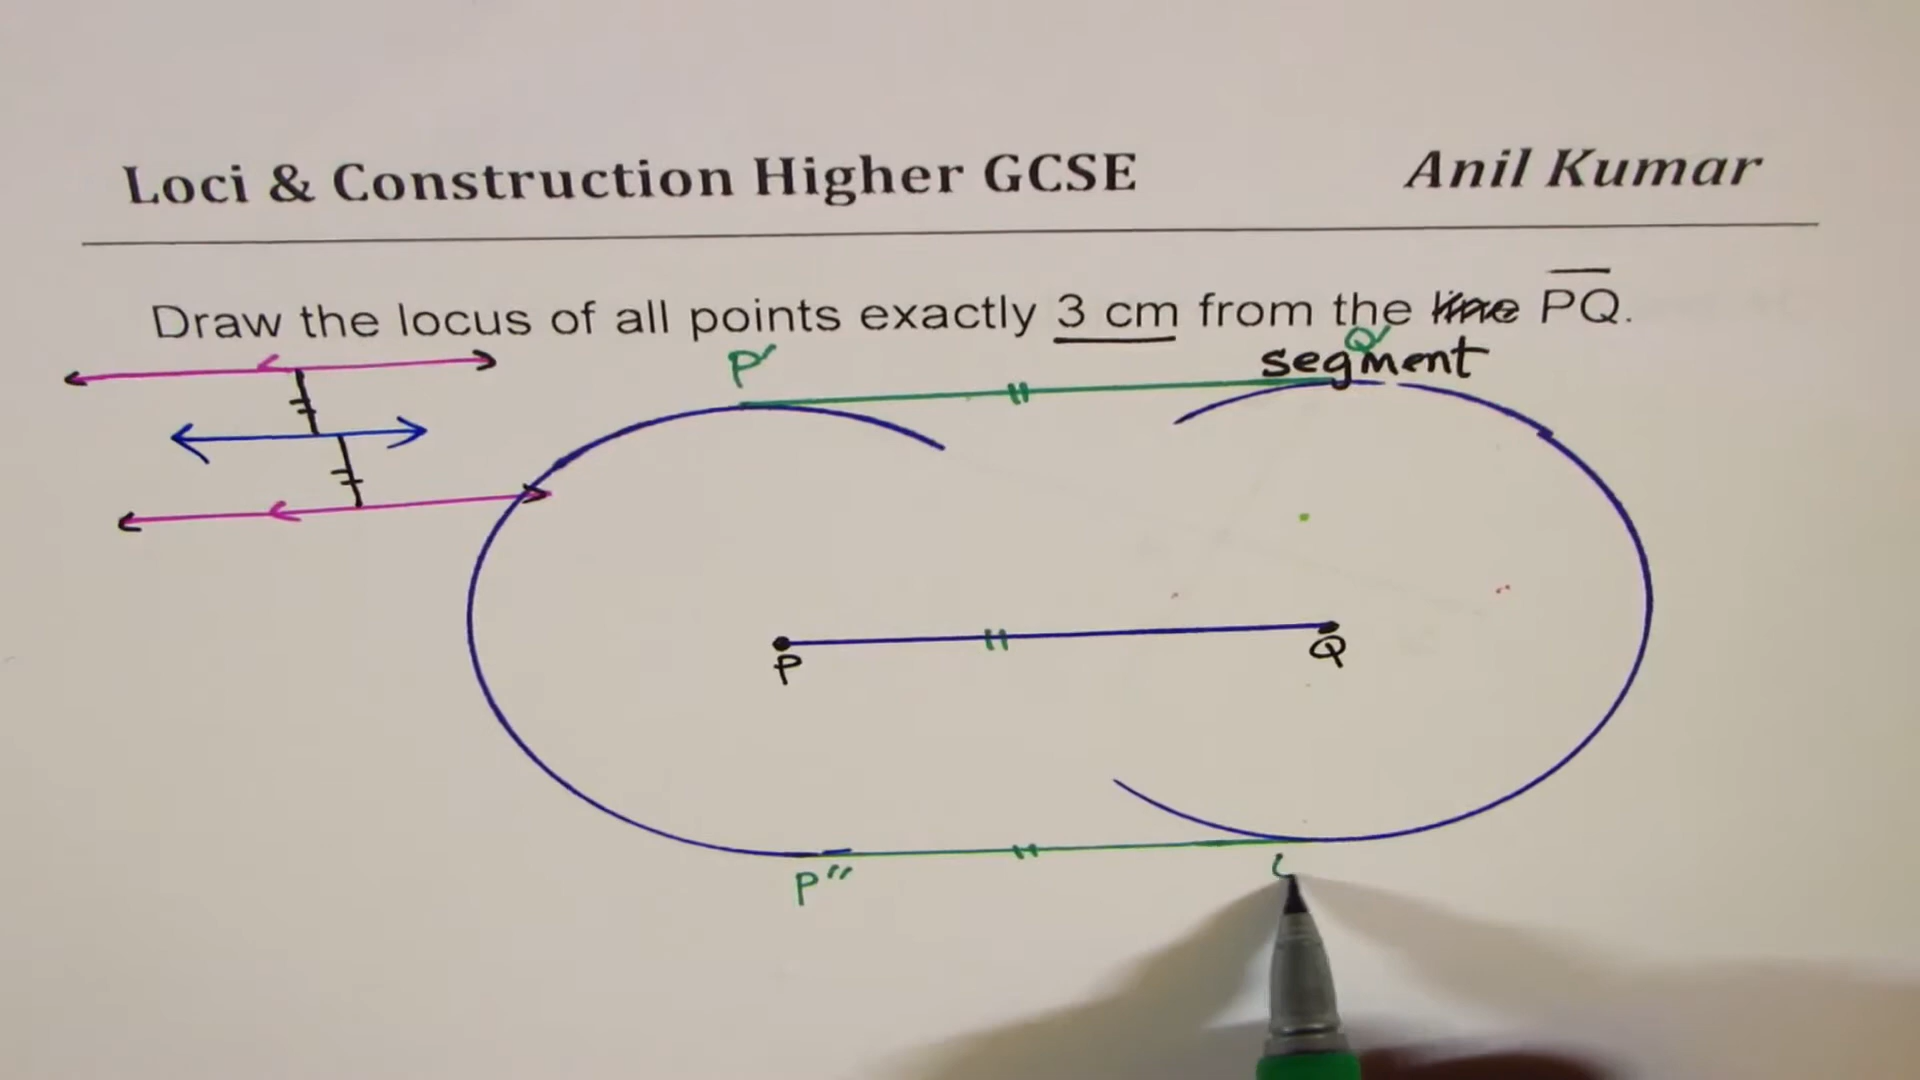 Loci & Construction Higher GCSE Anil Kumar
Draw the locus of all points exactly 3 cm from the line PQ.
segment
P' Q'
P Q
P"